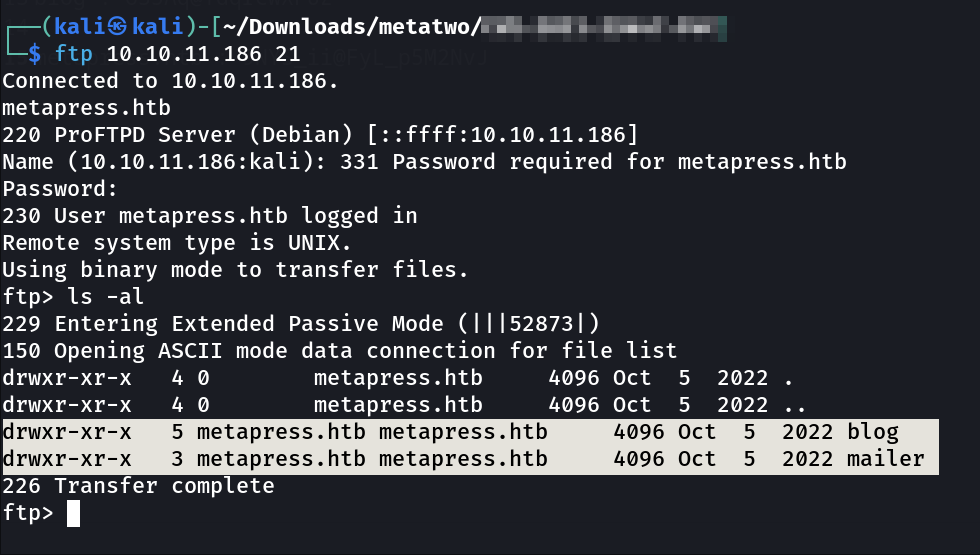 ┌──(kali㉿kali)-[~/Downloads/metatwo/
└─$ ftp 10.10.11.186 21
Connected to 10.10.11.186.
metapress.htb
220 ProFTPD Server (Debian) [::ffff:10.10.11.186]
Name (10.10.11.186:kali): 331 Password required for metapress.htb
Password:
230 User metapress.htb logged in
Remote system type is UNIX.
Using binary mode to transfer files.
ftp> ls -al
229 Entering Extended Passive Mode (|||52873|)
150 Opening ASCII mode data connection for file list
drwxr-xr-x   4 0        metapress.htb     4096 Oct  5  2022 .
drwxr-xr-x   4 0        metapress.htb     4096 Oct  5  2022 ..
drwxr-xr-x   5 metapress.htb metapress.htb     4096 Oct  5  2022 blog
drwxr-xr-x   3 metapress.htb metapress.htb     4096 Oct  5  2022 mailer
226 Transfer complete
ftp>